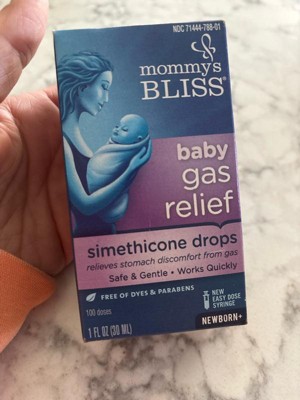 NDC 71444-788-01
mommy's
BLISS®
baby
gas
relief
simethicone drops
relieves stomach discomfort from gas
Safe & Gentle • Works Quickly
FREE OF DYES & PARABENS
NEW
EASY DOSE
SYRINGE
100 doses
1 FL OZ (30 ML)
NEWBORN+